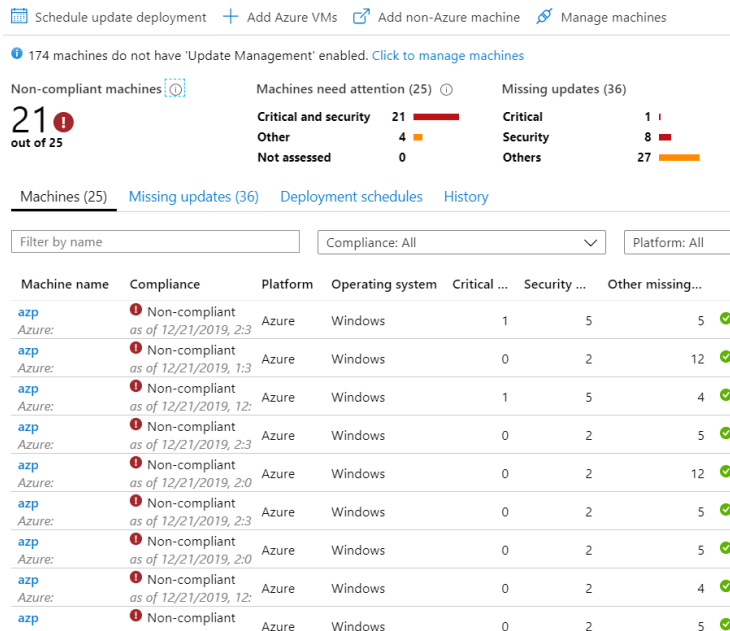 Schedule update deployment Add Azure VMs Add non-Azure machine Manage machines
174 machines do not have 'Update Management' enabled. Click to manage machines
Non-compliant machines Machines need attention (25) Missing updates (36)
21
out of 25
Critical and security 21 Critical 1
Other 4 Security 8
Not assessed 0 Others 27
Machines (25) Missing updates (36) Deployment schedules History
Filter by name Compliance: All Platform: All
Machine name Compliance Platform Operating system Critical ... Security ... Other missing...
azp Non-compliant
Azure: as of 12/21/2019, 2:3 Azure Windows 1 5 5
azp Non-compliant
Azure: as of 12/21/2019, 1:3 Azure Windows 0 2 12
azp Non-compliant
Azure: as of 12/21/2019, 12: Azure Windows 1 5 4
azp Non-compliant
Azure: as of 12/21/2019, 2:3 Azure Windows 0 2 5
azp Non-compliant
Azure: as of 12/21/2019, 2:0 Azure Windows 0 2 12
azp Non-compliant
Azure: as of 12/21/2019, 2:3 Azure Windows 0 2 5
azp Non-compliant
Azure: as of 12/21/2019, 2:0 Azure Windows 0 2 5
azp Non-compliant
Azure: as of 12/21/2019, 12: Azure Windows 0 2 4
azp Non-compliant
Azure Windows 0 2 5